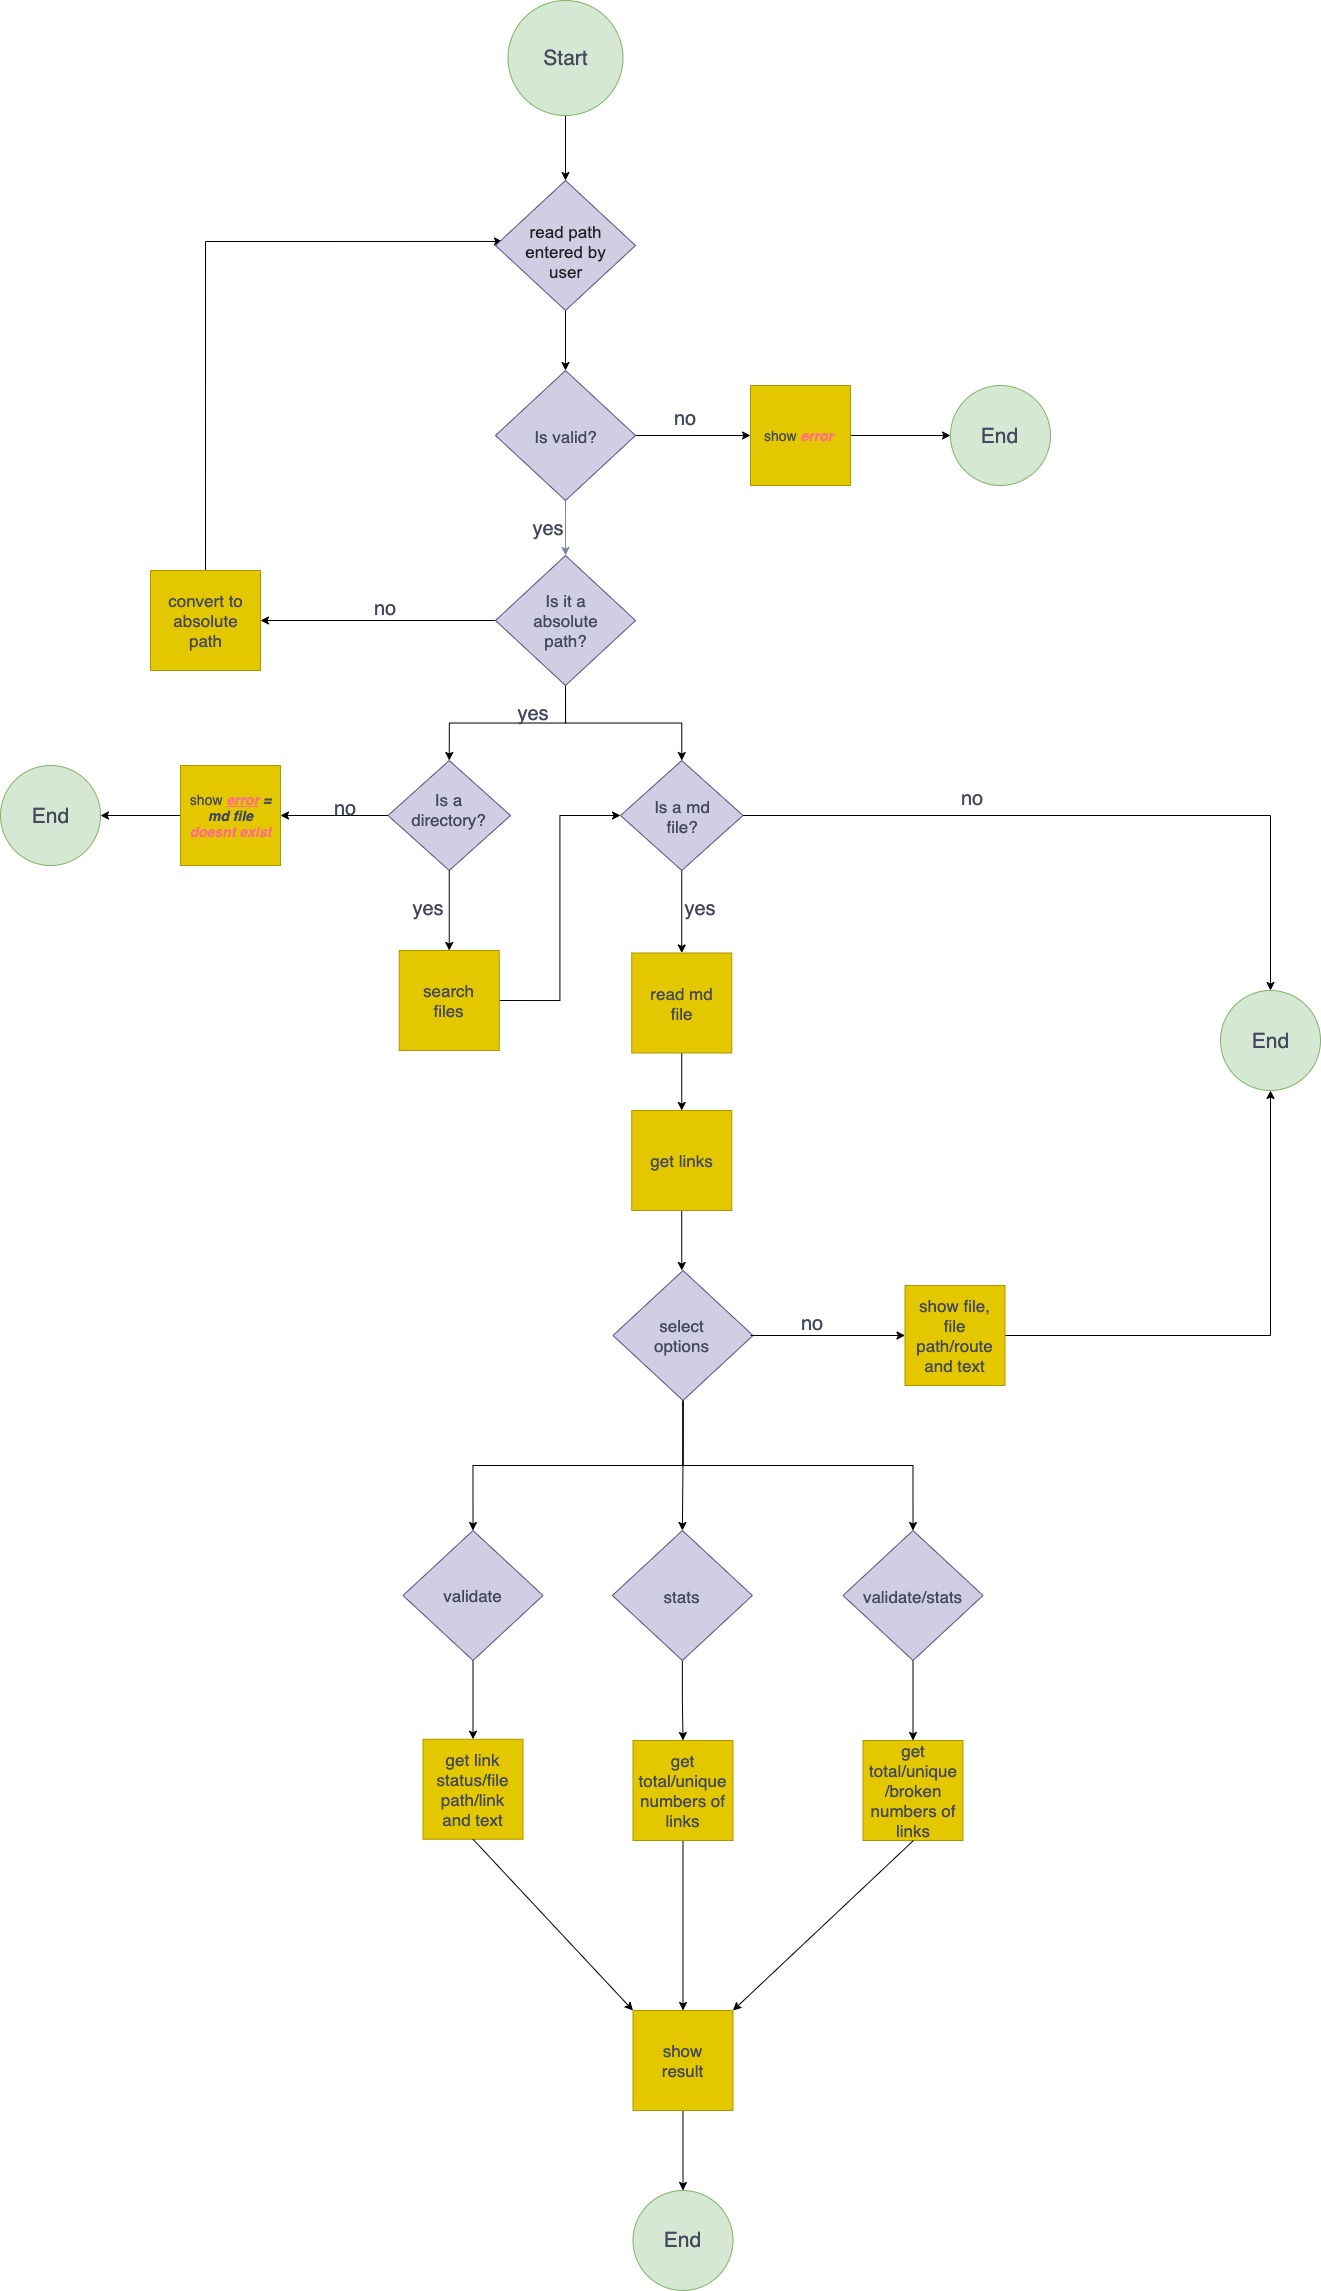 Start
read path
entered by
user
Is valid?
no
show error
End
yes
Is it a
absolute
path?
no
convert to
absolute
path
yes
Is a
directory?
no
show error =
md file
doesnt exist
End
Is a md
file?
no
yes
search
files
yes
read md
file
End
get links
select
options
no
show file,
file
path/route
and text
validate
stats
validate/stats
get link
status/file
path/link
and text
get
total/unique
numbers of
links
get
total/unique
/broken
numbers of
links
show
result
End